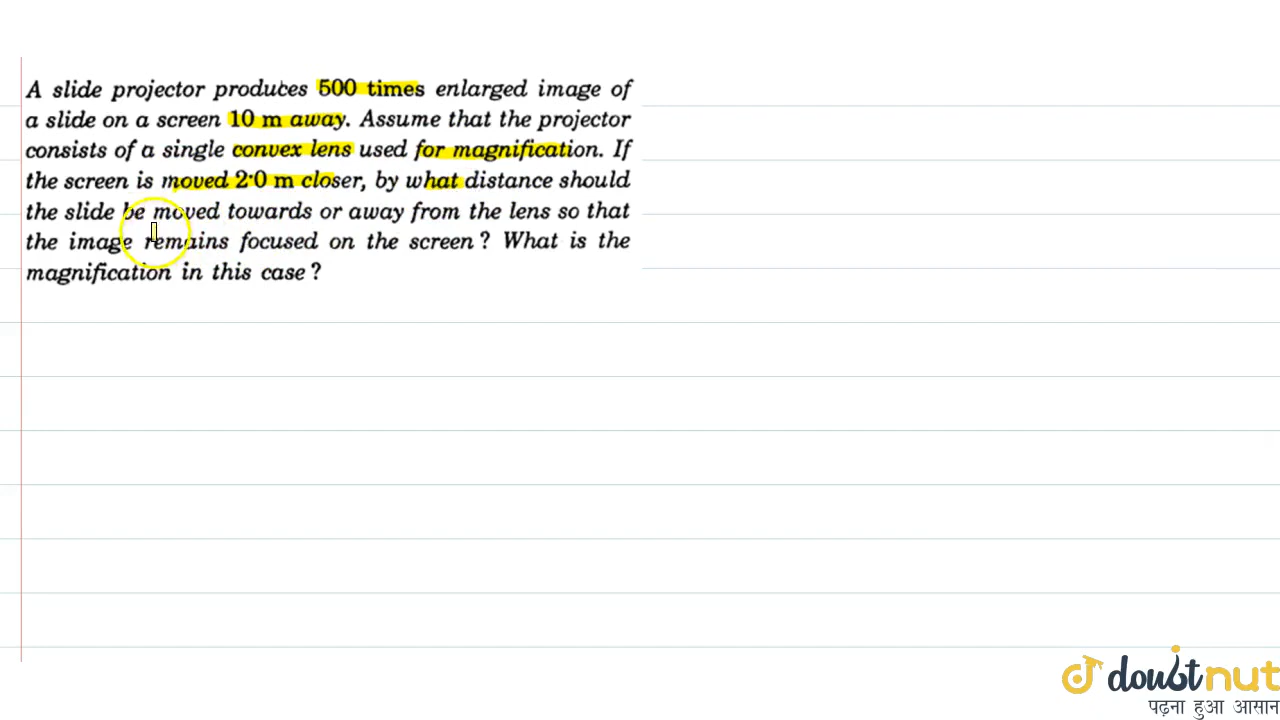 A slide projector produces 500 times enlarged image of
a slide on a screen 10 m away. Assume that the projector
consists of a single convex lens used for magnification. If
the screen is moved 2·0 m closer, by what distance should
the slide be moved towards or away from the lens so that
the image remains focused on the screen ? What is the
magnification in this case ?
doubtnut
पढ़ना हुआ आसान